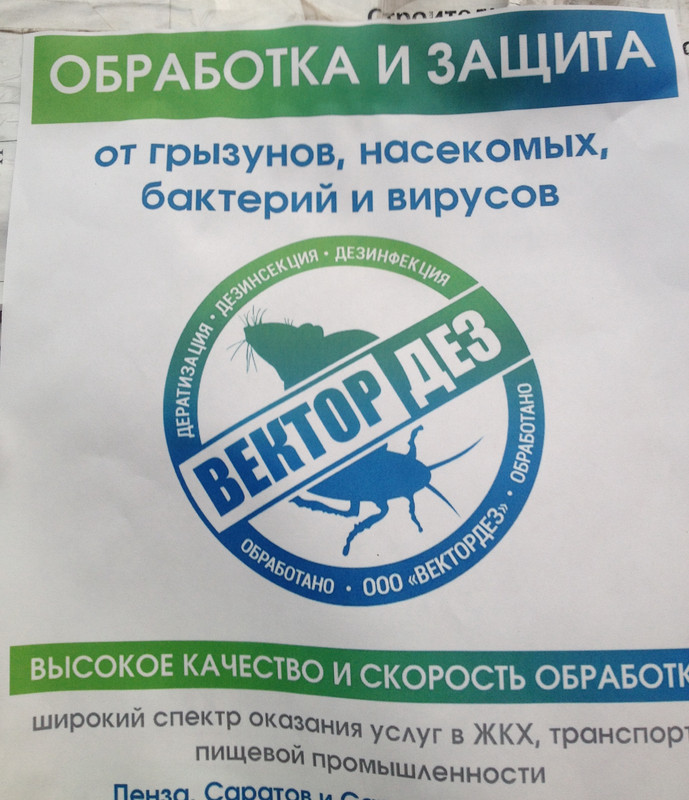 Строитель
ОБРАБОТКА И ЗАЩИТА
от грызунов, насекомых,
бактерий и вирусов
ДЕРАТИЗАЦИЯ • ДЕЗИНСЕКЦИЯ • ДЕЗИНФЕКЦИЯ
ВЕКТОР ДЕЗ
ОБРАБОТАНО • ООО «ВЕКТОРДЕЗ» • ОБРАБОТАНО
ВЫСОКОЕ КАЧЕСТВО И СКОРОСТЬ ОБРАБОТК
широкий спектр оказания услуг в ЖКХ, транспорт
пищевой промышленности
Пенза, Саратов и